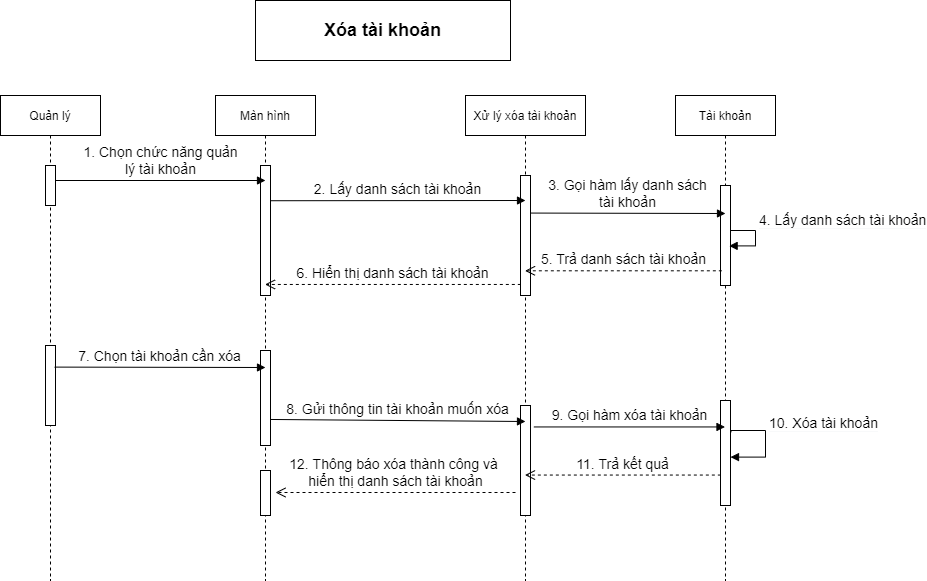 Xóa tài khoản
Quản lý
Màn hình
Xử lý xóa tài khoản
Tài khoản
1. Chọn chức năng quản
lý tài khoản
2. Lấy danh sách tài khoản
3. Gọi hàm lấy danh sách
tài khoản
4. Lấy danh sách tài khoản
5. Trả danh sách tài khoản
6. Hiển thị danh sách tài khoản
7. Chọn tài khoản cần xóa
8. Gửi thông tin tài khoản muốn xóa
9. Gọi hàm xóa tài khoản
10. Xóa tài khoản
11. Trả kết quả
12. Thông báo xóa thành công và
hiển thị danh sách tài khoản